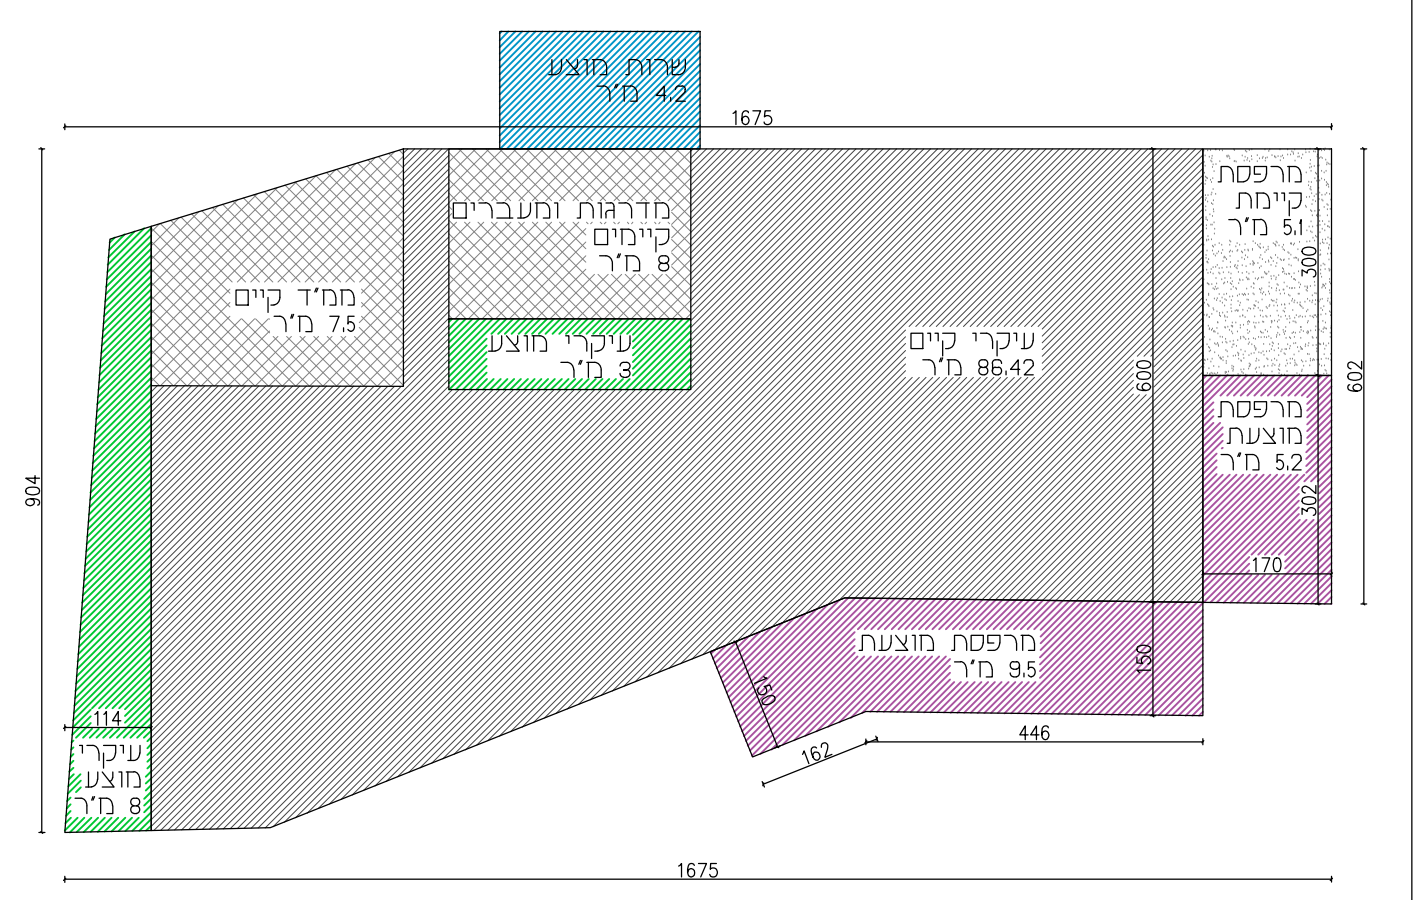 שרות מוצע
4.2 מ'ר
1675
מרפסת
קיימת
5.1 מ'ר
300
מדרגות ומעברים
קיימים
8 מ'ר
ממ'ד קיים
7.5 מ'ר
עיקרי מוצע
3 מ'ר
עיקרי קיים
86.42 מ'ר
600
602
מרפסת
מוצעת
5.2 מ'ר
302
904
170
מרפסת מוצעת
9.5 מ'ר
150
150
114
446
162
עיקרי
מוצע
8 מ'ר
1675